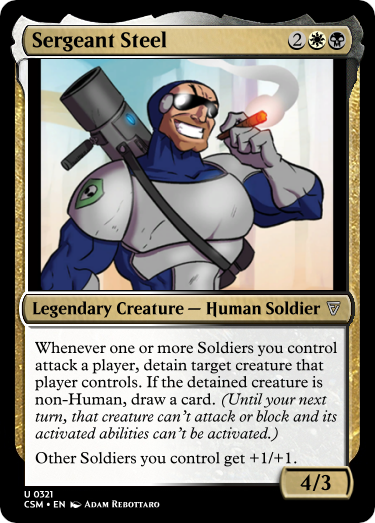 Sergeant Steel 2
Legendary Creature — Human Soldier
Whenever one or more Soldiers you control
attack a player, detain target creature that
player controls. If the detained creature is
non-Human, draw a card. (Until your next
turn, that creature can't attack or block and its
activated abilities can't be activated.)
Other Soldiers you control get +1/+1.
4/3
U 0321
CSM • EN Adam Rebottaro